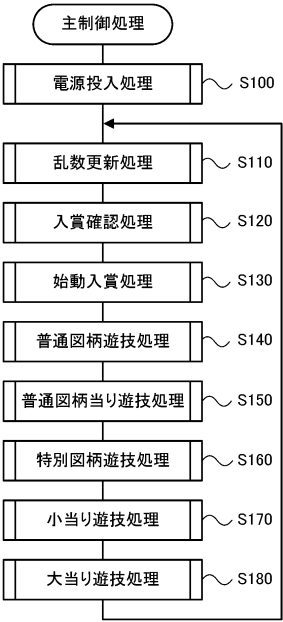 主制御処理
電源投入処理 S100
乱数更新処理 S110
入賞確認処理 S120
始動入賞処理 S130
普通図柄遊技処理 S140
普通図柄当り遊技処理 S150
特別図柄遊技処理 S160
小当り遊技処理 S170
大当り遊技処理 S180